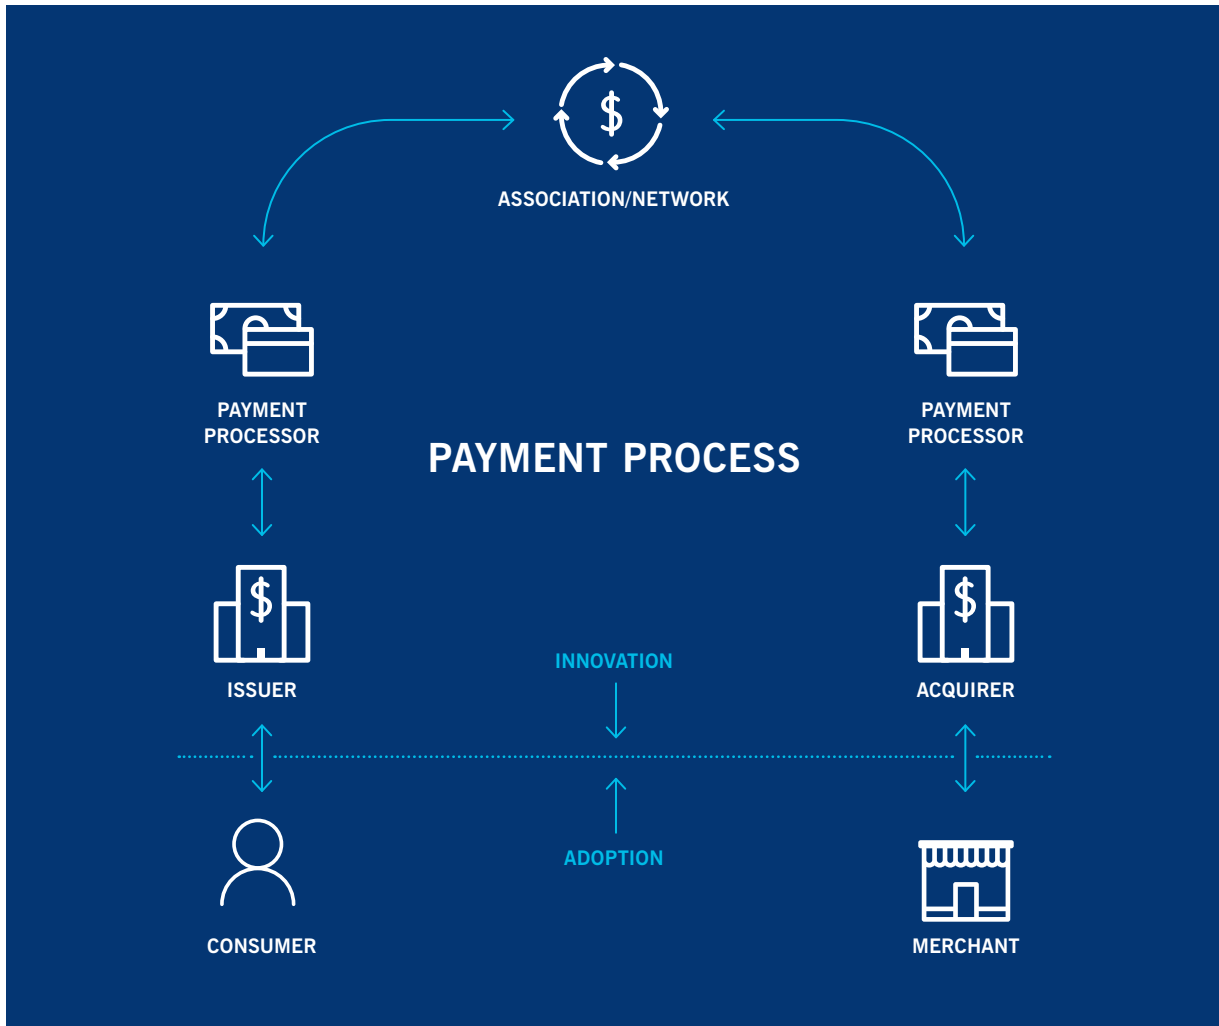 ASSOCIATION/NETWORK
PAYMENT
PROCESSOR
PAYMENT
PROCESSOR
PAYMENT PROCESS
ISSUER
INNOVATION
ACQUIRER
ADOPTION
CONSUMER
MERCHANT